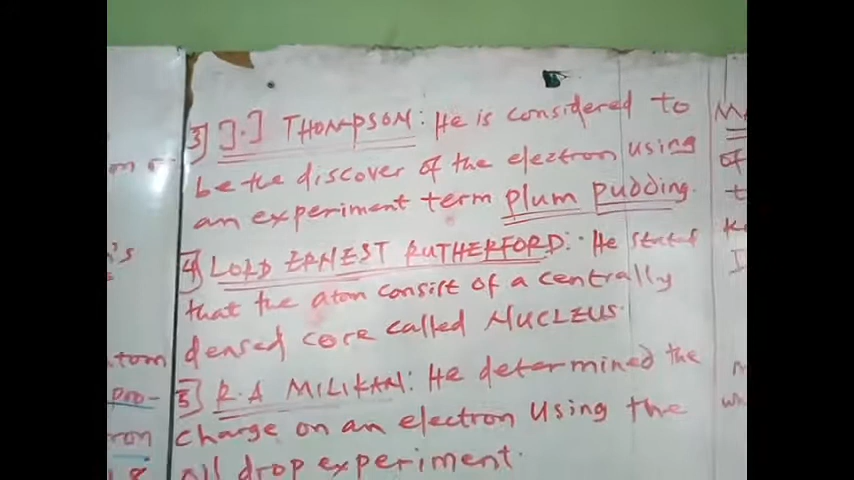 3] J.J THOMPSON: He is considered to
be the discover of the electron using
an experiment term plum pudding.
4] LORD ERNEST RUTHERFORD:. He stated
that the atom consist of a centrally
densed core called NUCLEUS.
5] R.A MILIKAN: He determined the
charge on an electron using the
oil drop experiment.